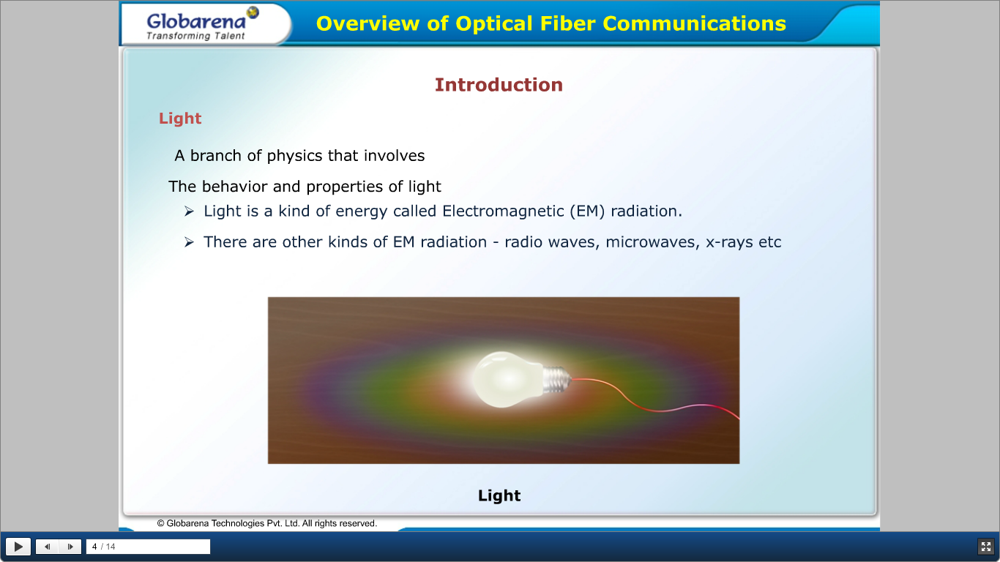 Globarena
Transforming Talent
Overview of Optical Fiber Communications
Introduction
Light
A branch of physics that involves
The behavior and properties of light
Light is a kind of energy called Electromagnetic (EM) radiation.
There are other kinds of EM radiation - radio waves, microwaves, x-rays etc
Light
© Globarena Technologies Pvt. Ltd. All rights reserved.
4 / 14